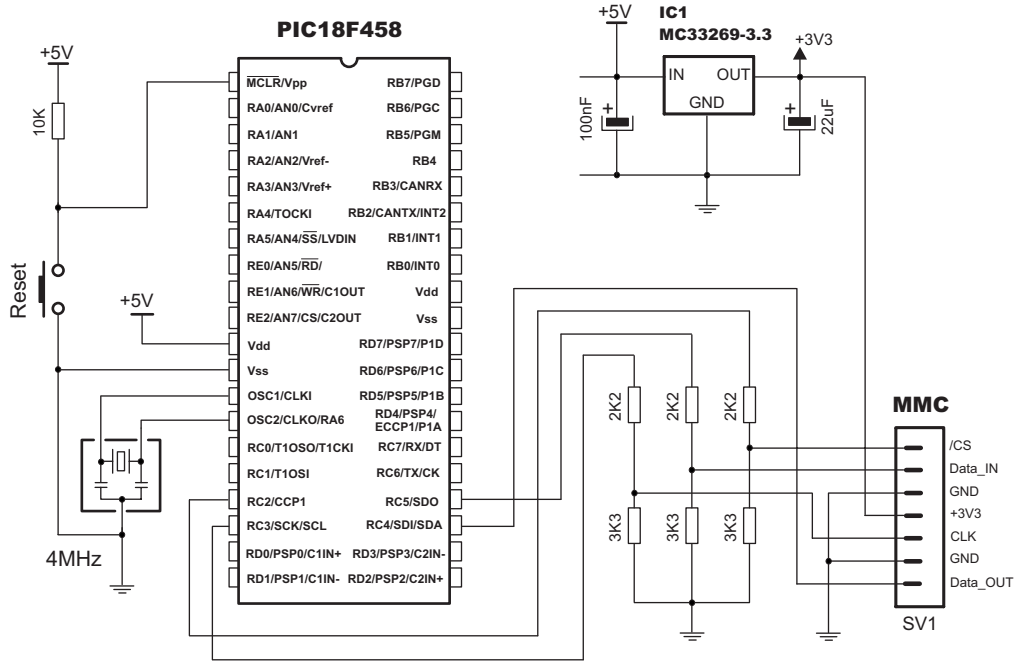 PIC18F458
+5V
10K
Reset
+5V
4MHz
MCLR/Vpp
RA0/AN0/Cvref
RA1/AN1
RA2/AN2/Vref-
RA3/AN3/Vref+
RA4/TOCKI
RA5/AN4/SS/LVDIN
RE0/AN5/RD/
RE1/AN6/WR/C1OUT
RE2/AN7/CS/C2OUT
Vdd
Vss
OSC1/CLKI
OSC2/CLKO/RA6
RC0/T1OSO/T1CKI
RC1/T1OSI
RC2/CCP1
RC3/SCK/SCL
RD0/PSP0/C1IN+
RD1/PSP1/C1IN-
RB7/PGD
RB6/PGC
RB5/PGM
RB4
RB3/CANRX
RB2/CANTX/INT2
RB1/INT1
RB0/INT0
Vdd
Vss
RD7/PSP7/P1D
RD6/PSP6/P1C
RD5/PSP5/P1B
RD4/PSP4/
ECCP1/P1A
RC7/RX/DT
RC6/TX/CK
RC5/SDO
RC4/SDI/SDA
RD3/PSP3/C2IN-
RD2/PSP2/C2IN+
+5V
IC1
MC33269-3.3
+3V3
IN
OUT
GND
100nF
+
+
22uF
2K2
2K2
2K2
3K3
3K3
3K3
MMC
/CS
Data_IN
GND
+3V3
CLK
GND
Data_OUT
SV1